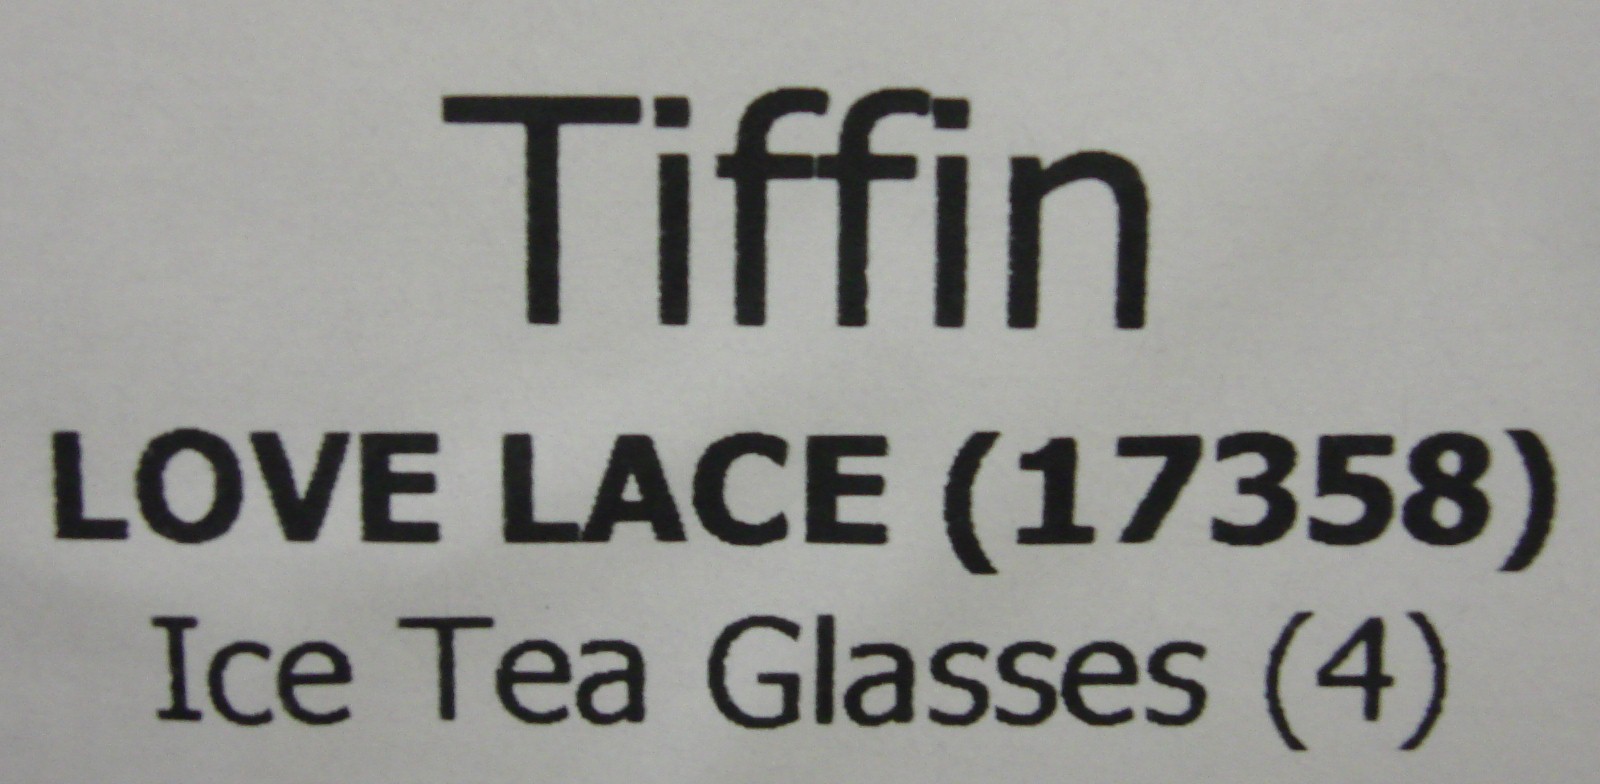 Tiffin
LOVE LACE (17358)
Ice Tea Glasses (4)